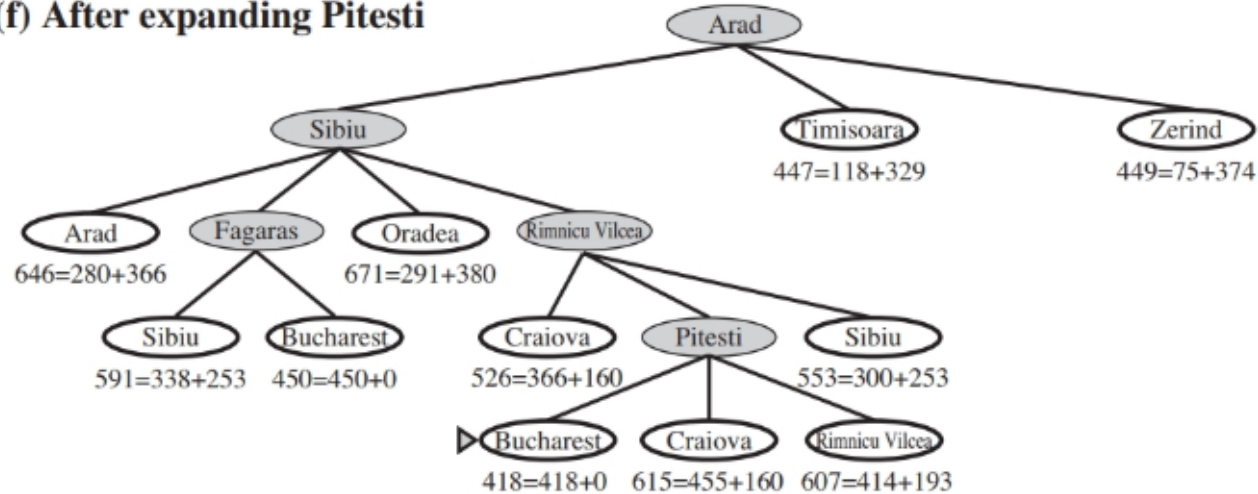 (f) After expanding Pitesti
Arad
Sibiu
Timisoara
Zerind
447=118+329
449=75+374
Arad
Fagaras
Oradea
Rimnicu Vilcea
646=280+366
671=291+380
Sibiu
Bucharest
Craiova
Pitesti
Sibiu
591=338+253
450=450+0
526=366+160
553=300+253
Bucharest
Craiova
Rimnicu Vilcea
418=418+0
615=455+160
607=414+193